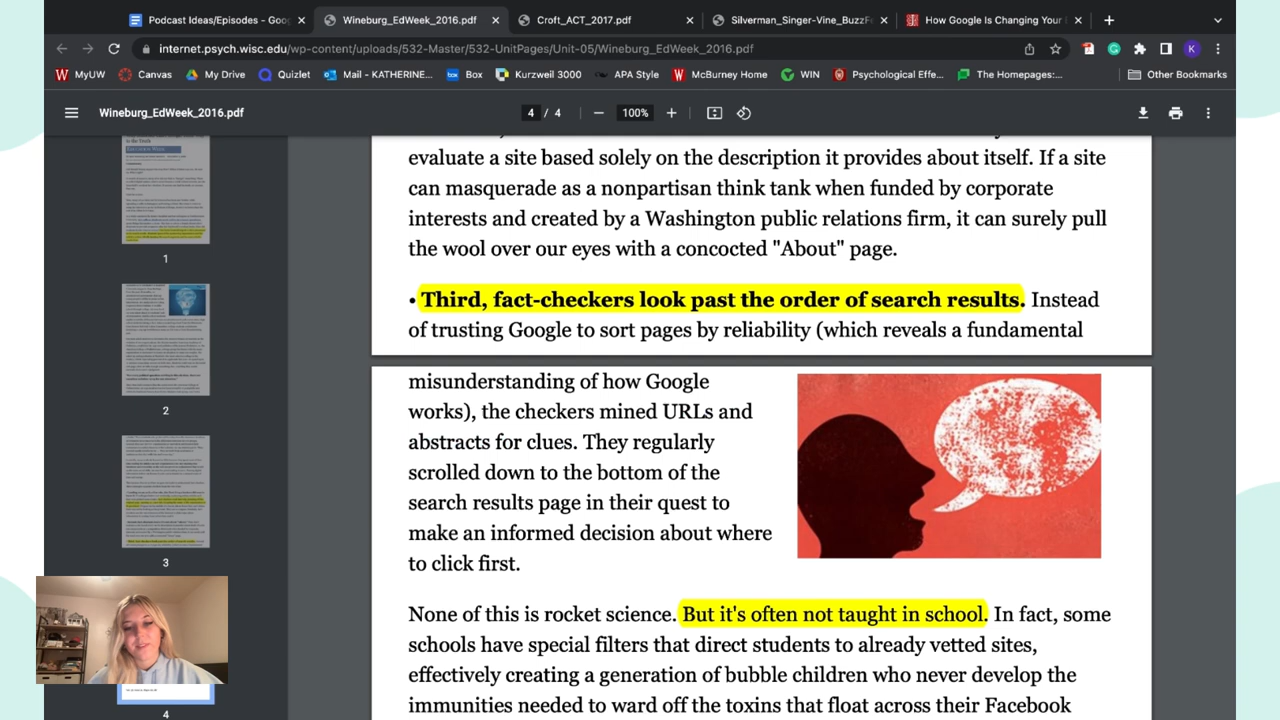 Podcast Ideas/Episodes - Goog
Wineburg_EdWeek_2016.pdf
Croft_ACT_2017.pdf
Silverman_Singer-Vine_BuzzFe
How Google Is Changing Your
internet.psych.wisc.edu/wp-content/uploads/532-Master/532-UnitPages/Unit-05/Wineburg_EdWeek_2016.pdf
MyUW
Canvas
My Drive
Quizlet
Mail - KATHERINE...
Box
Kurzweil 3000
APA Style
McBurney Home
WIN
Psychological Effe...
The Homepages:...
Other Bookmarks
Wineburg_EdWeek_2016.pdf
4 / 4
100%
evaluate a site based solely on the description it provides about itself. If a site
can masquerade as a nonpartisan think tank when funded by corporate
interests and created by a Washington public relations firm, it can surely pull
the wool over our eyes with a concocted "About" page.
• Third, fact-checkers look past the order of search results. Instead
of trusting Google to sort pages by reliability (which reveals a fundamental
misunderstanding of how Google
works), the checkers mined URLs and
abstracts for clues. They regularly
scrolled down to the bottom of the
search results page in their quest to
make an informed decision about where
to click first.
None of this is rocket science. But it's often not taught in school. In fact, some
schools have special filters that direct students to already vetted sites,
effectively creating a generation of bubble children who never develop the
immunities needed to ward off the toxins that float across their Facebook
1
2
3
4